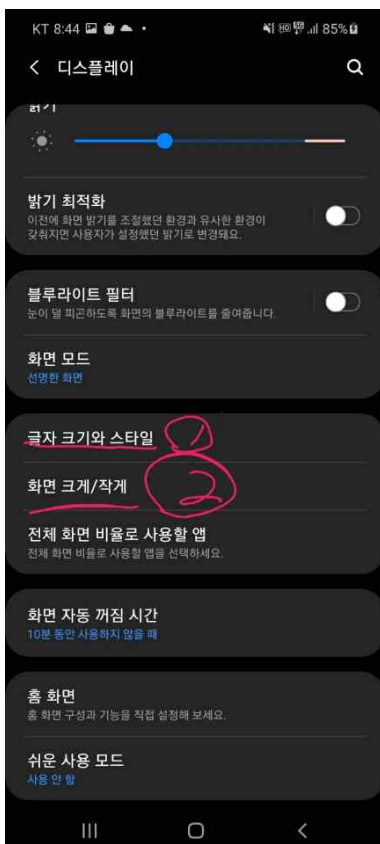 KT 8:44
85%
디스플레이
밝기
밝기 최적화
이전에 화면 밝기를 조절했던 환경과 유사한 환경이
갖춰지면 사용자가 설정했던 밝기로 변경돼요.
블루라이트 필터
눈이 덜 피곤하도록 화면의 블루라이트를 줄여줍니다.
화면 모드
선명한 화면
글자 크기와 스타일 1
화면 크게/작게 2
전체 화면 비율로 사용할 앱
전체 화면 비율로 사용할 앱을 선택하세요.
화면 자동 꺼짐 시간
10분 동안 사용하지 않을 때
홈 화면
홈 화면 구성과 기능을 직접 설정해 보세요.
쉬운 사용 모드
사용 안 함